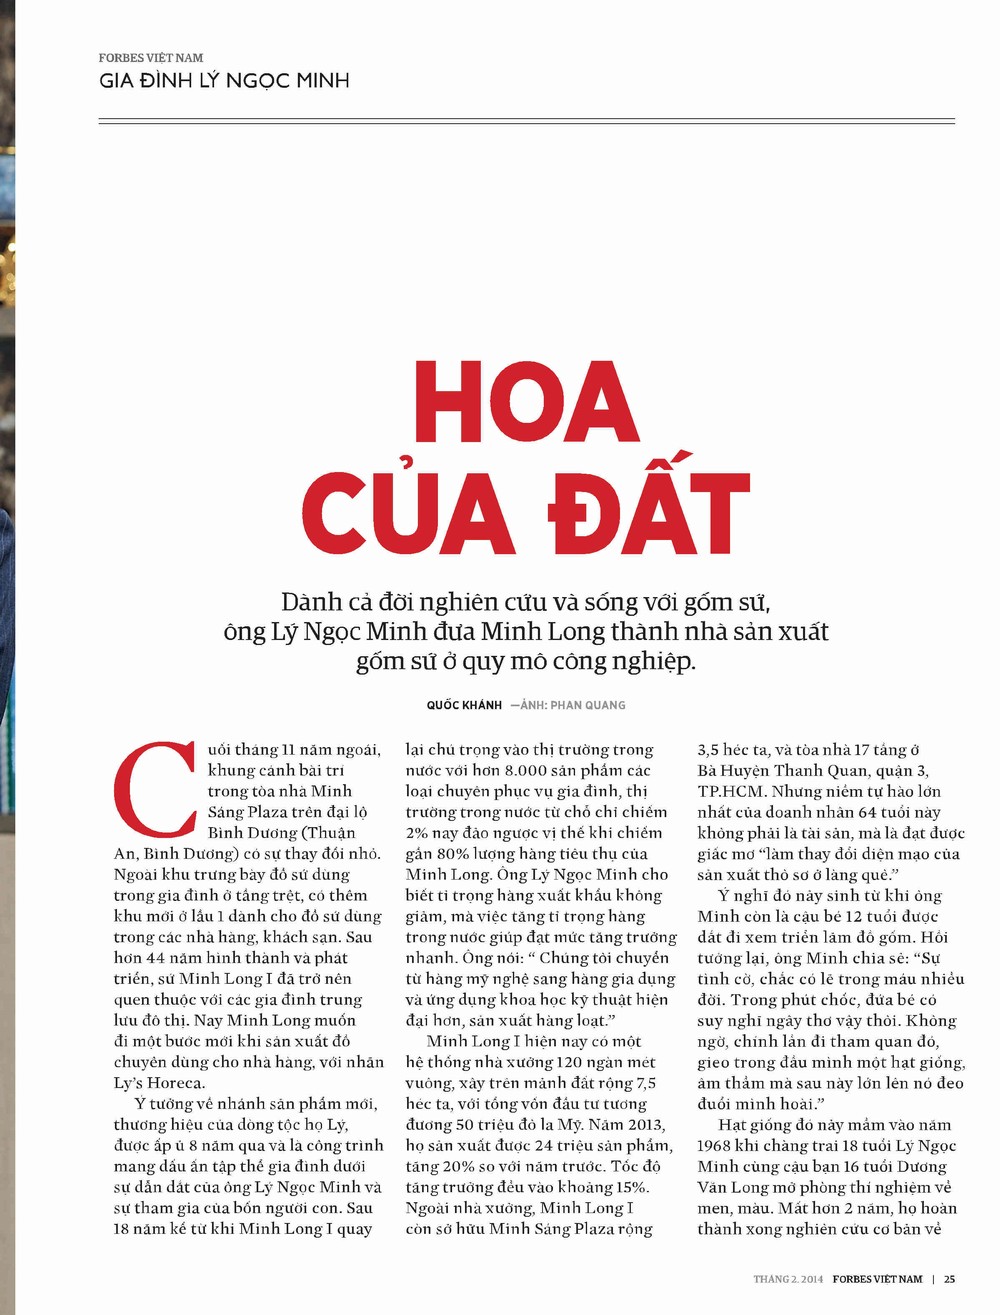 FORBES VIỆT NAM
GIA ĐÌNH LÝ NGỌC MINH
HOA
CỦA ĐẤT
Dành cả đời nghiên cứu và sống với gốm sứ,
ông Lý Ngọc Minh đưa Minh Long thành nhà sản xuất
gốm sứ ở quy mô công nghiệp.
QUỐC KHÁNH —ẢNH: PHAN QUANG
Cuối tháng 11 năm ngoái,
khung cảnh bài trí
trong tòa nhà Minh
Sáng Plaza trên đại lộ
Bình Dương (Thuận
An, Bình Dương) có sự thay đổi nhỏ.
Ngoài khu trưng bày đồ sứ dùng
trong gia đình ở tầng trệt, có thêm
khu mới ở lầu 1 dành cho đồ sứ dùng
trong các nhà hàng, khách sạn. Sau
hơn 44 năm hình thành và phát
triển, sứ Minh Long I đã trở nên
quen thuộc với các gia đình trung
lưu đô thị. Nay Minh Long muốn
đi một bước mới khi sản xuất đồ
chuyên dùng cho nhà hàng, với nhãn
Ly’s Horeca.
Ý tưởng về nhánh sản phẩm mới,
thương hiệu của dòng tộc họ Lý,
được ấp ủ 8 năm qua và là công trình
mang dấu ấn tập thể gia đình dưới
sự dẫn dắt của ông Lý Ngọc Minh và
sự tham gia của bốn người con. Sau
18 năm kể từ khi Minh Long I quay
lại chú trọng vào thị trường trong
nước với hơn 8.000 sản phẩm các
loại chuyên phục vụ gia đình, thị
trường trong nước từ chỗ chỉ chiếm
2% nay đảo ngược vị thế khi chiếm
gần 80% lượng hàng tiêu thụ của
Minh Long. Ông Lý Ngọc Minh cho
biết tỉ trọng hàng xuất khẩu không
giảm, mà việc tăng tỉ trọng hàng
trong nước giúp đạt mức tăng trưởng
nhanh. Ông nói: “ Chúng tôi chuyển
từ hàng mỹ nghệ sang hàng gia dụng
và ứng dụng khoa học kỹ thuật hiện
đại hơn, sản xuất hàng loạt.”
Minh Long I hiện nay có một
hệ thống nhà xưởng 120 ngàn mét
vuông, xây trên mảnh đất rộng 7,5
héc ta, với tổng vốn đầu tư tương
đương 50 triệu đô la Mỹ. Năm 2013,
họ sản xuất được 24 triệu sản phẩm,
tăng 20% so với năm trước. Tốc độ
tăng trưởng đều vào khoảng 15%.
Ngoài nhà xưởng, Minh Long I
còn sở hữu Minh Sáng Plaza rộng
3,5 héc ta, và tòa nhà 17 tầng ở
Bà Huyện Thanh Quan, quận 3,
TP.HCM. Nhưng niềm tự hào lớn
nhất của doanh nhân 64 tuổi này
không phải là tài sản, mà là đạt được
giấc mơ “làm thay đổi diện mạo của
sản xuất thô sơ ở làng quê.”
Ý nghĩ đó nảy sinh từ khi ông
Minh còn là cậu bé 12 tuổi được
dắt đi xem triển lãm đồ gốm. Hồi
tưởng lại, ông Minh chia sẻ: “Sự
tình cờ, chắc có lẽ trong máu nhiều
đời. Trong phút chốc, đứa bé có
suy nghĩ ngây thơ vậy thôi. Không
ngờ, chính lần đi tham quan đó,
gieo trong đầu mình một hạt giống,
âm thầm mà sau này lớn lên nó đeo
đuổi mình hoài.”
Hạt giống đó nảy mầm vào năm
1968 khi chàng trai 18 tuổi Lý Ngọc
Minh cùng cậu bạn 16 tuổi Dương
Văn Long mở phòng thí nghiệm về
men, màu. Mất hơn 2 năm, họ hoàn
thành xong nghiên cứu cơ bản về
THÁNG 2. 2014 FORBES VIỆT NAM | 25